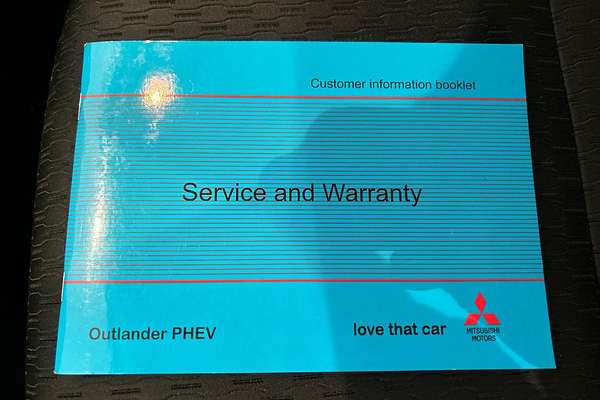 Customer information booklet
Service and Warranty
Outlander PHEV
love that car
MITSUBISHI
MOTORS